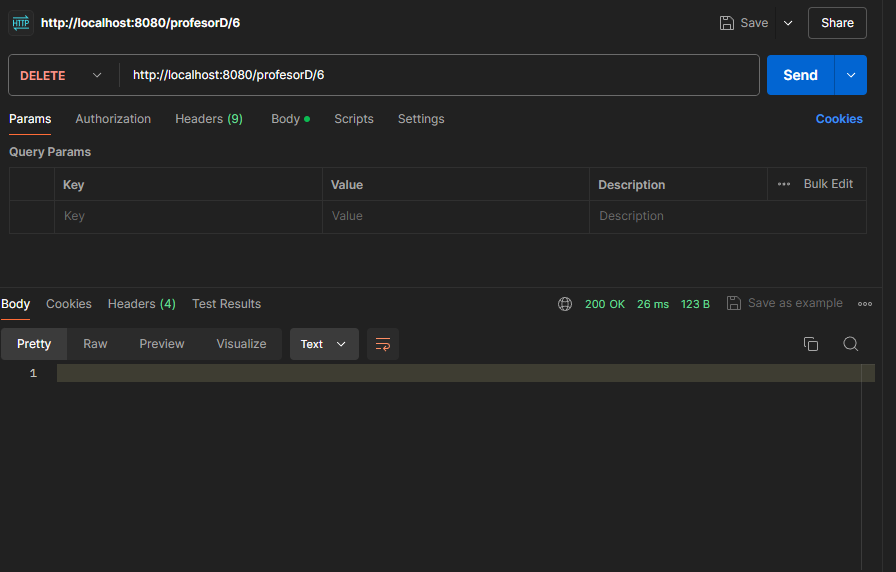 HTTP http://localhost:8080/profesorD/6 Save Share
DELETE http://localhost:8080/profesorD/6 Send
Params Authorization Headers (9) Body Scripts Settings Cookies
Query Params
Key Value Description ••• Bulk Edit
Key Value Description
Body Cookies Headers (4) Test Results 200 OK 26 ms 123 B Save as example
Pretty Raw Preview Visualize Text
1